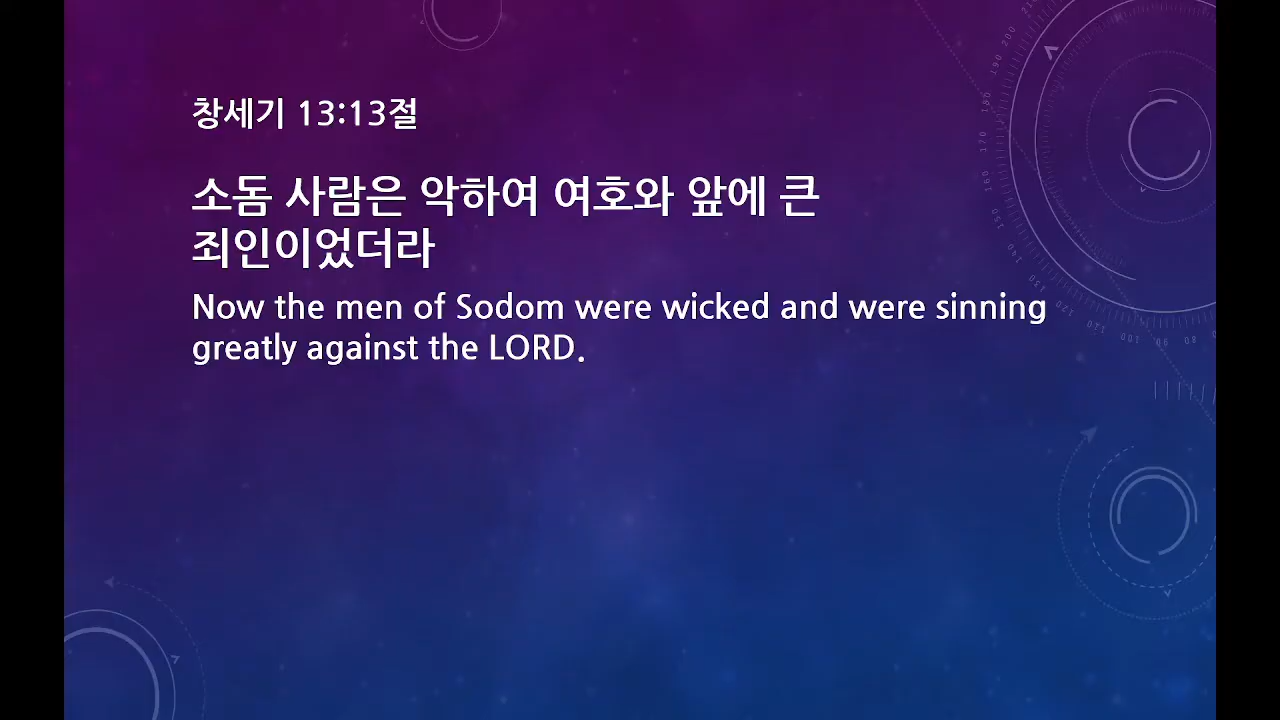 창세기 13:13절
소돔 사람은 악하여 여호와 앞에 큰
죄인이었더라
Now the men of Sodom were wicked and were sinning
greatly against the LORD.